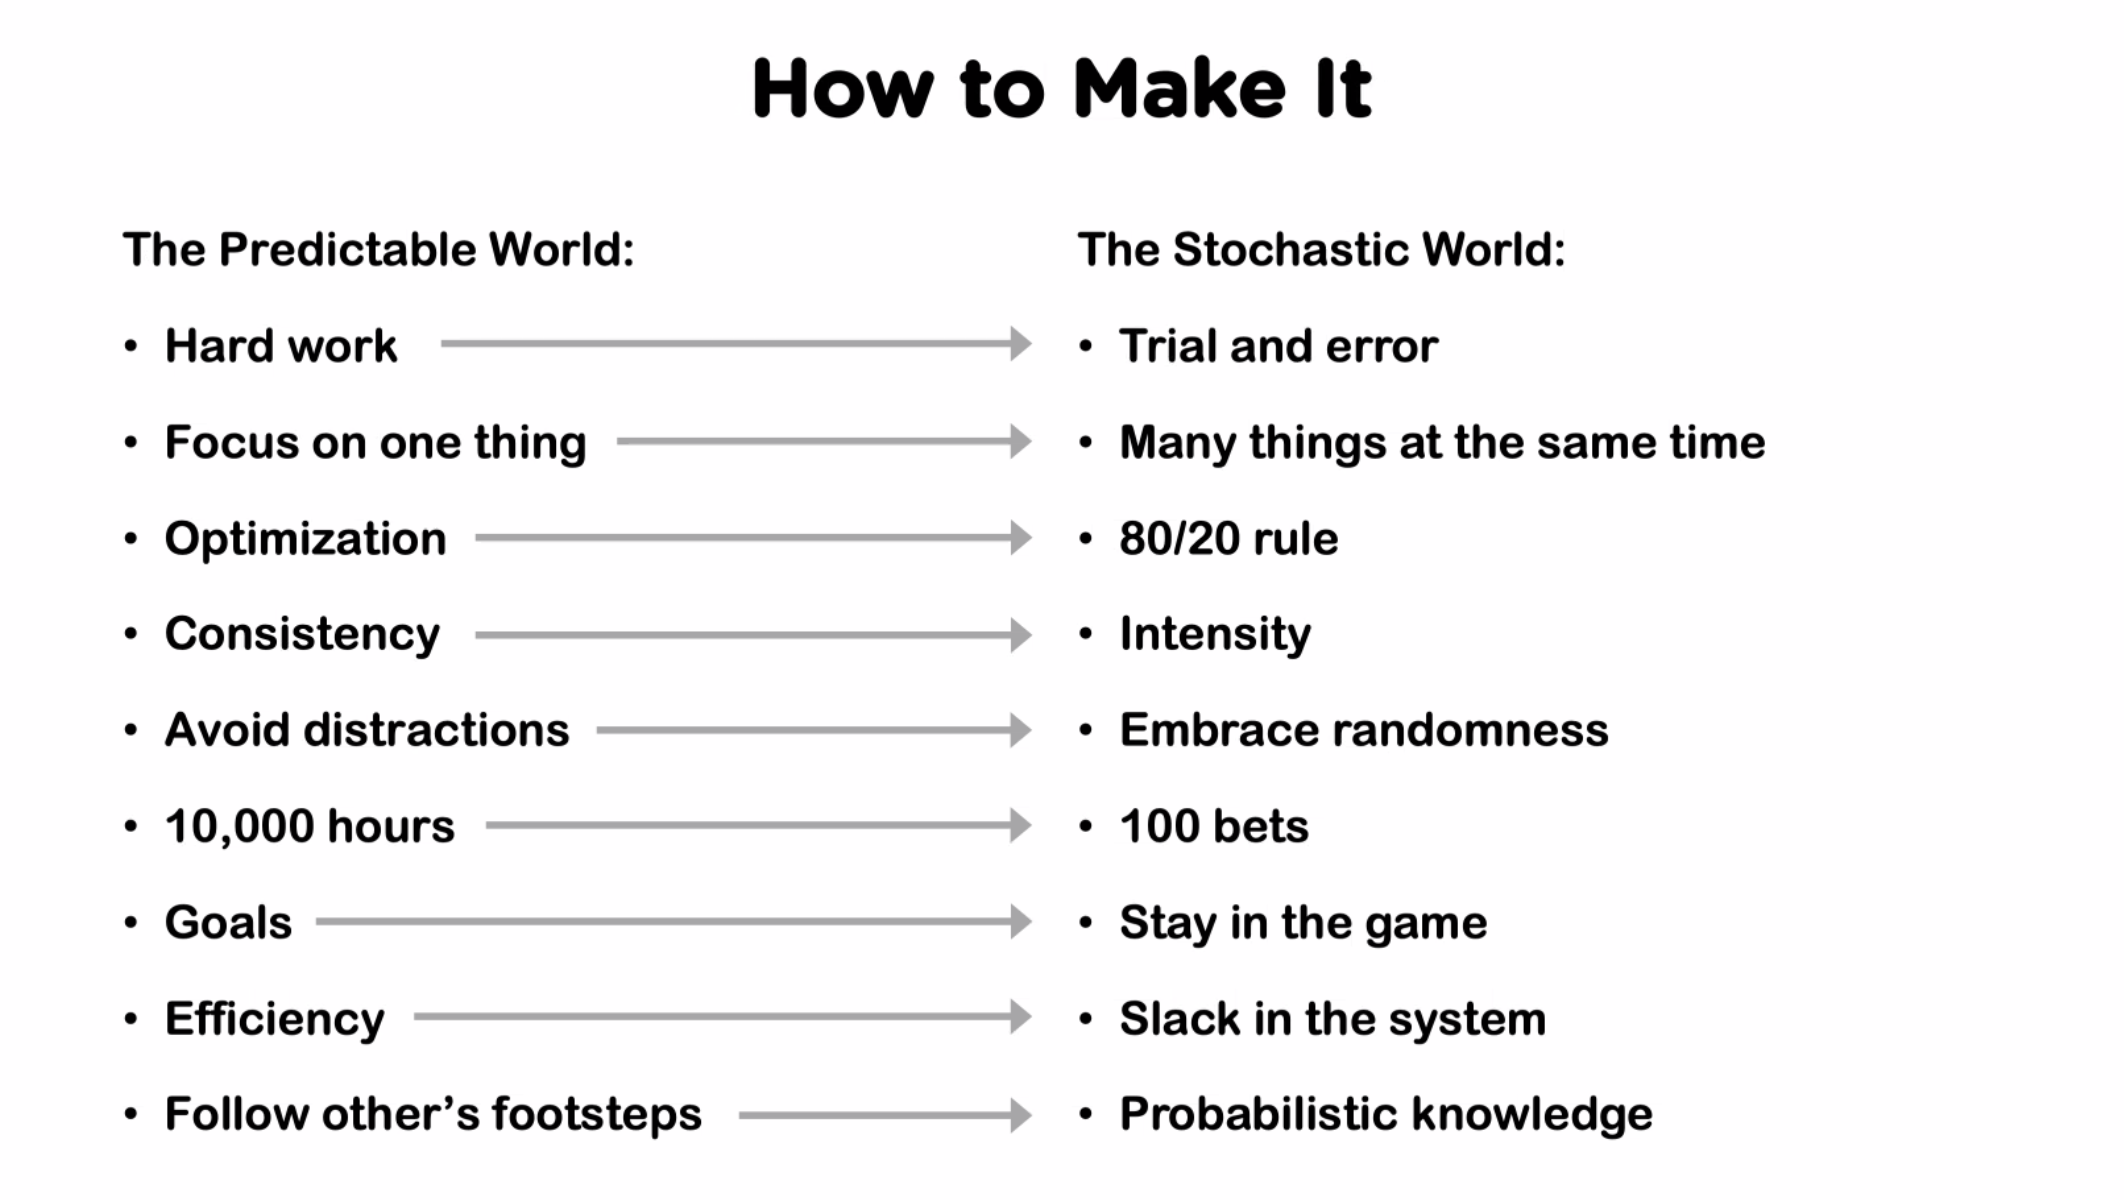 How to Make It
The Predictable World:
• Hard work
• Focus on one thing
• Optimization
• Consistency
• Avoid distractions
• 10,000 hours
• Goals
• Efficiency
• Follow other’s footsteps
The Stochastic World:
• Trial and error
• Many things at the same time
• 80/20 rule
• Intensity
• Embrace randomness
• 100 bets
• Stay in the game
• Slack in the system
• Probabilistic knowledge